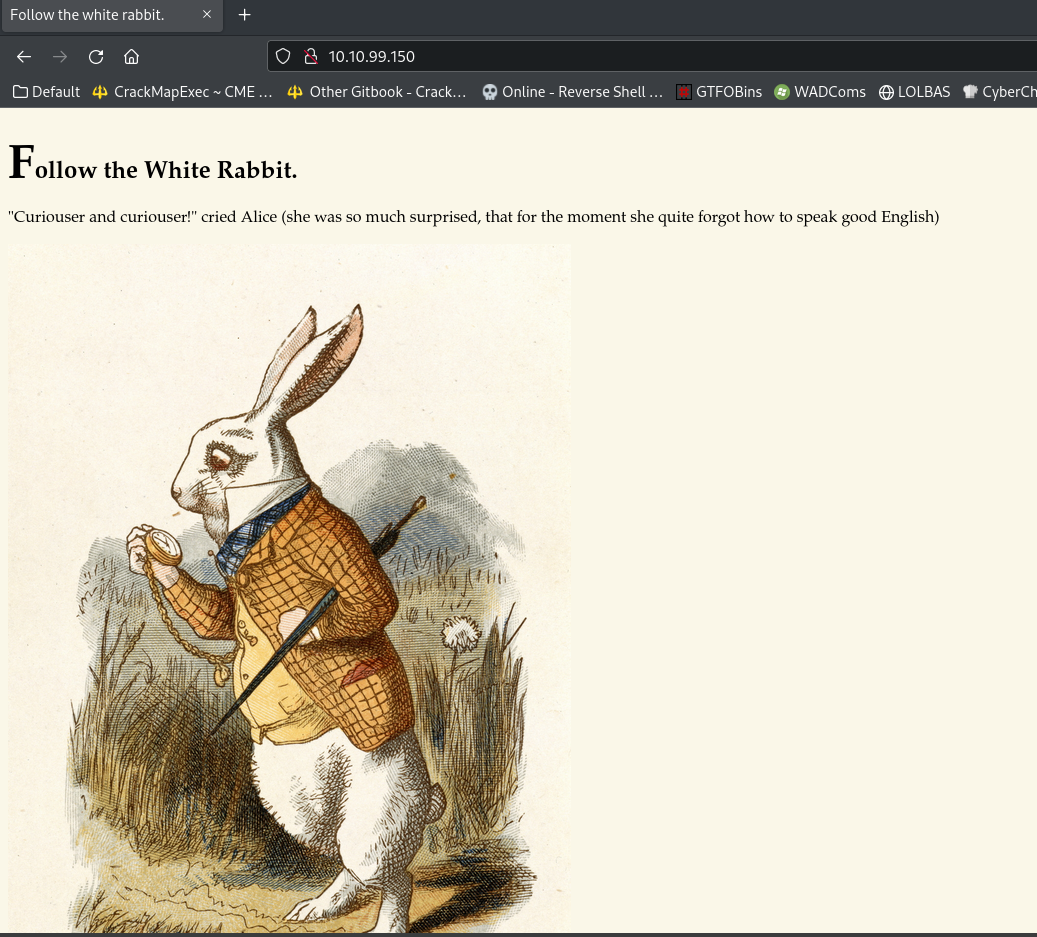 Follow the white rabbit.
10.10.99.150
Default CrackMapExec ~ CME ... Other Gitbook - Crack... Online - Reverse Shell ... GTFOBins WADComs LOLBAS CyberCh
Follow the White Rabbit.
"Curiouser and curiouser!" cried Alice (she was so much surprised, that for the moment she quite forgot how to speak good English)